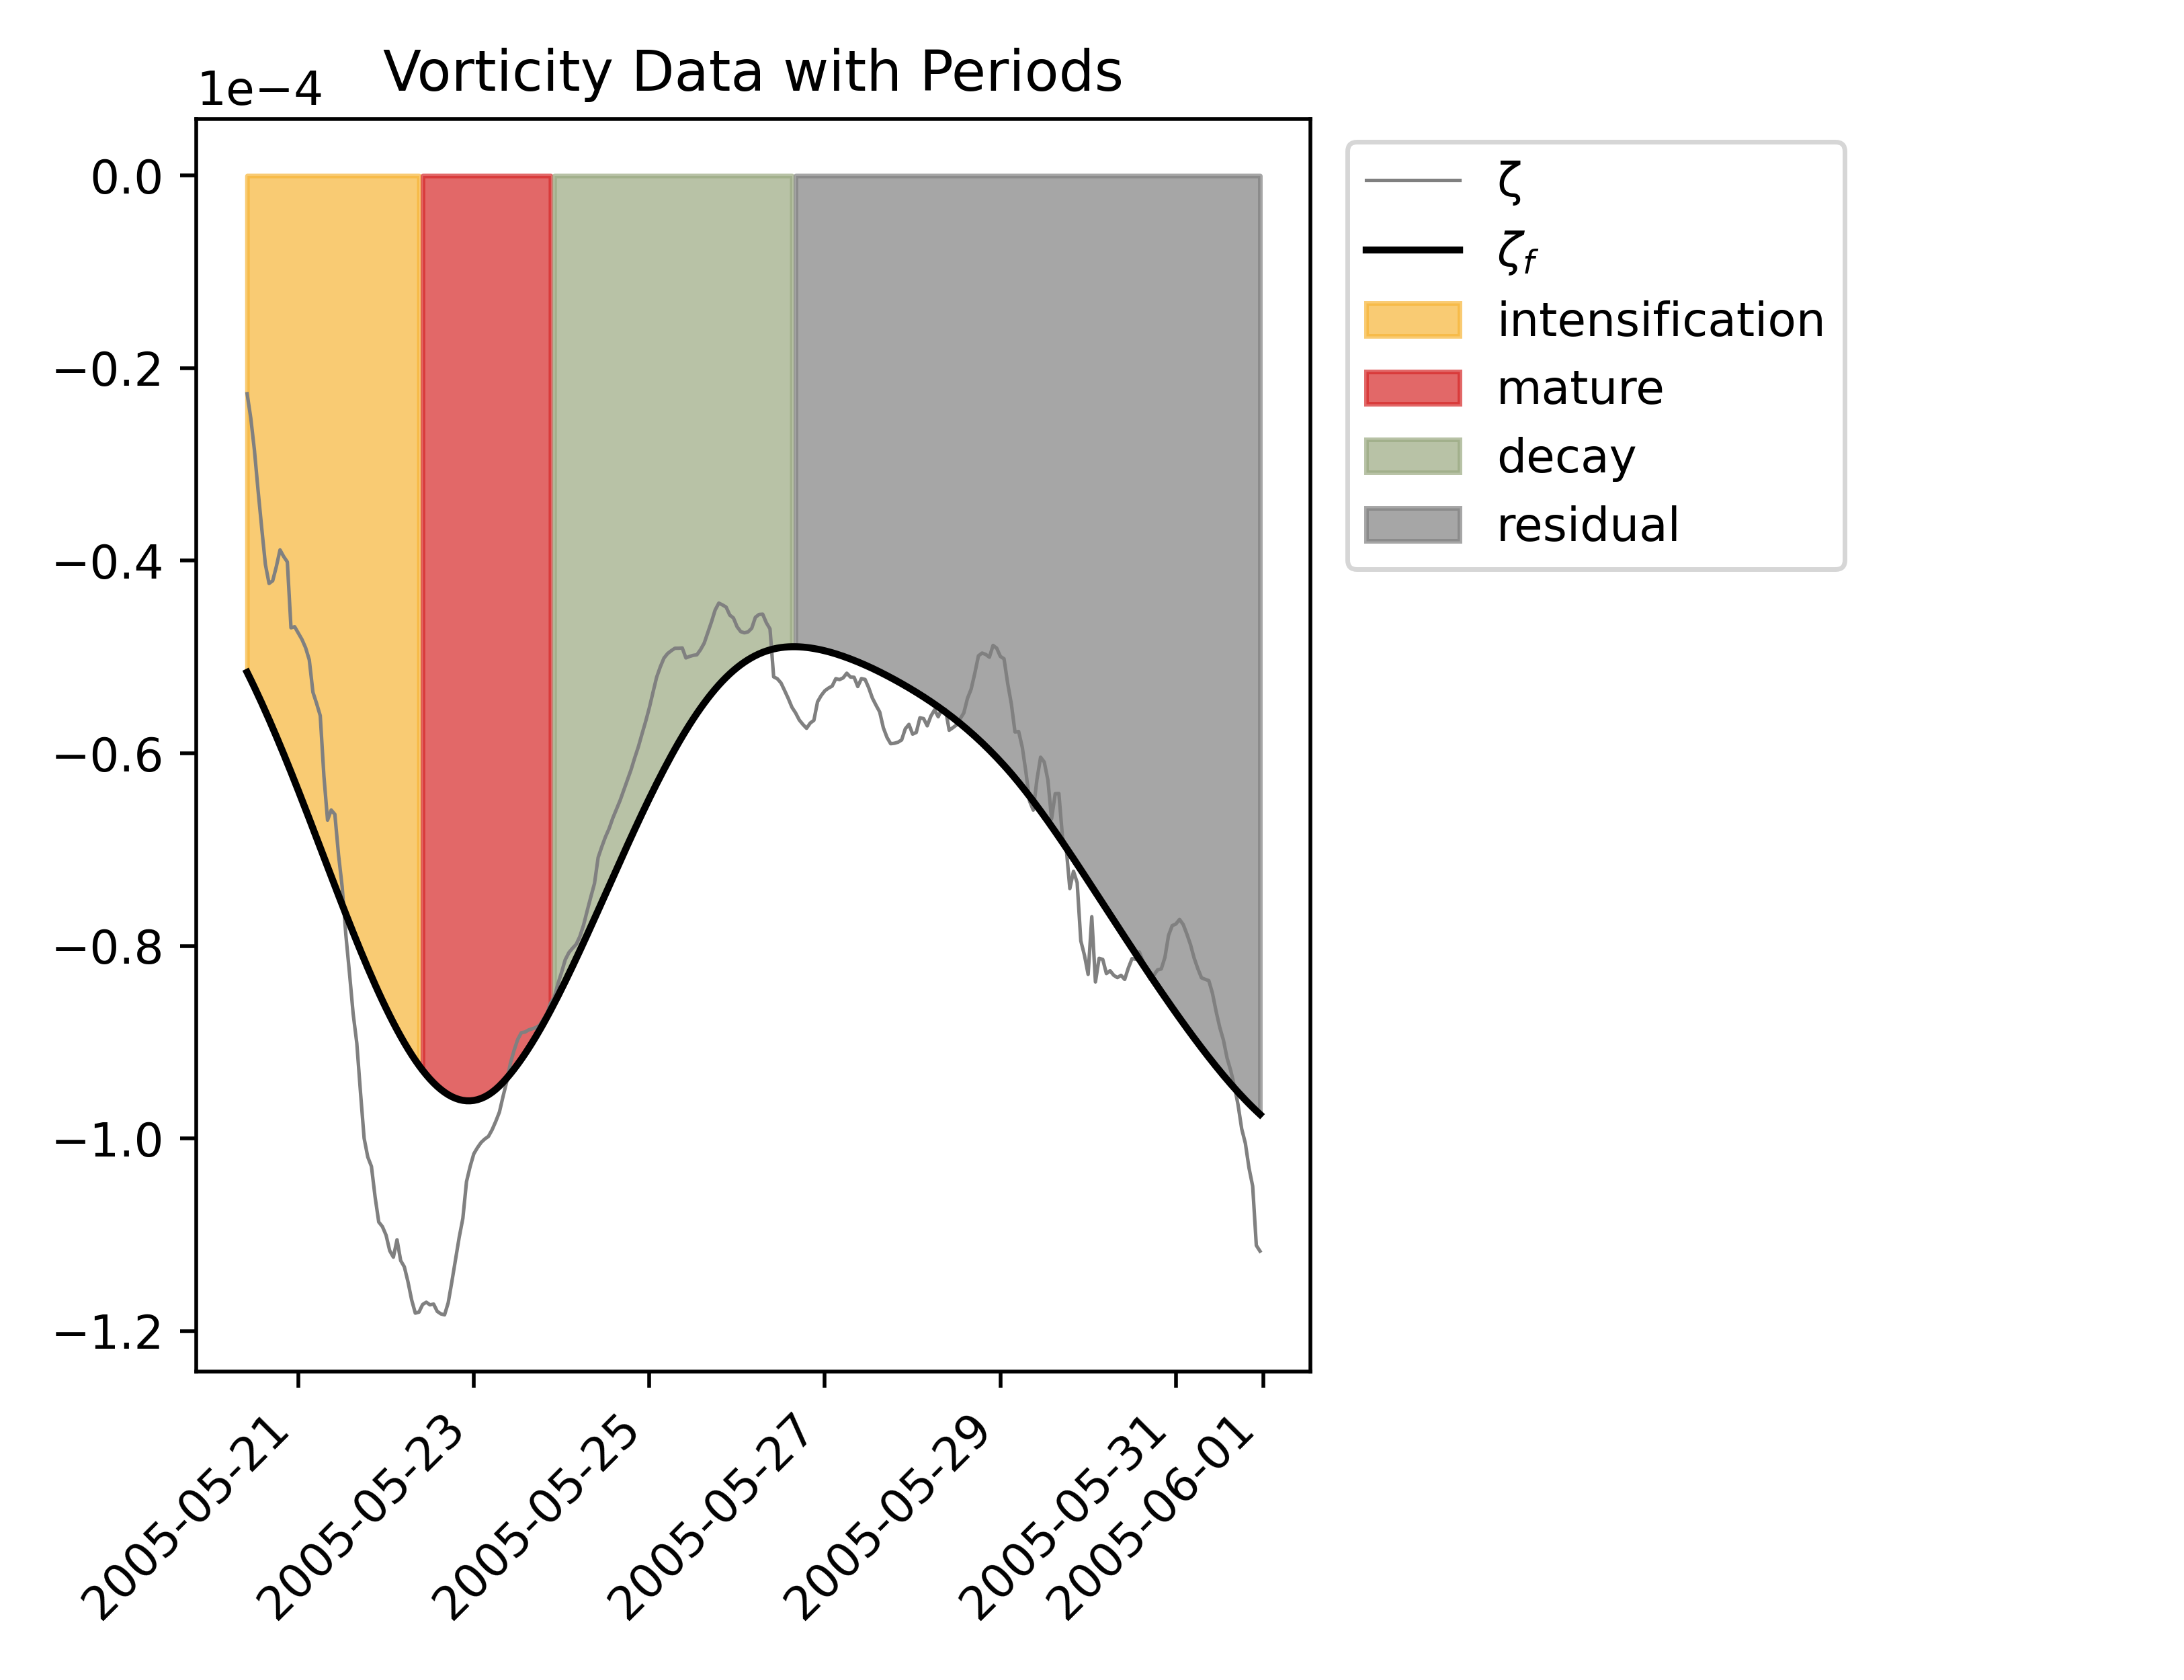 Vorticity Data with Periods
1e−4
0.0
−0.2
−0.4
−0.6
−0.8
−1.0
−1.2
2005-05-21
2005-05-23
2005-05-25
2005-05-27
2005-05-29
2005-05-31
2005-06-01
ζ
ζf
intensification
mature
decay
residual